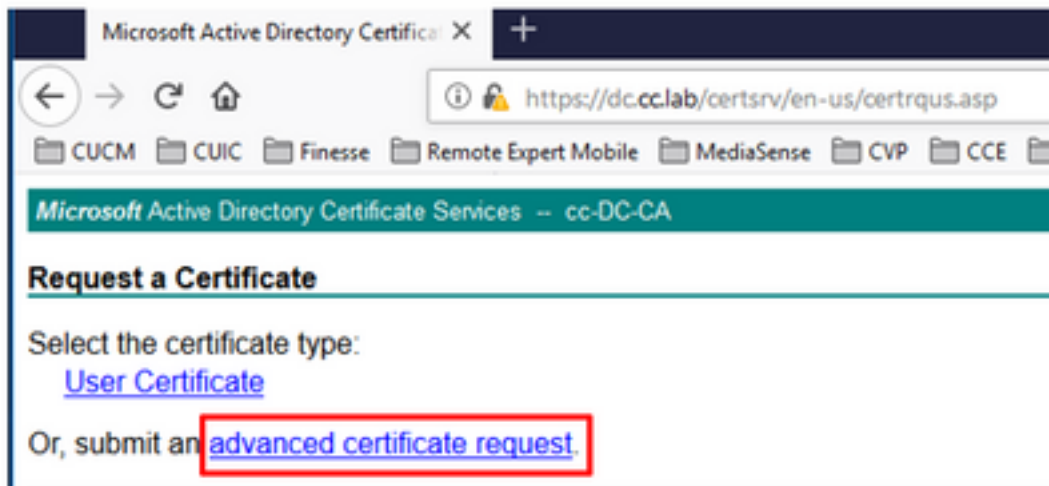 Microsoft Active Directory Certificat
https://dc.cc.lab/certsrv/en-us/certrqus.asp
CUCM CUIC Finesse Remote Expert Mobile MediaSense CVP CCE
Microsoft Active Directory Certificate Services -- cc-DC-CA
Request a Certificate
Select the certificate type:
User Certificate
Or, submit an advanced certificate request.